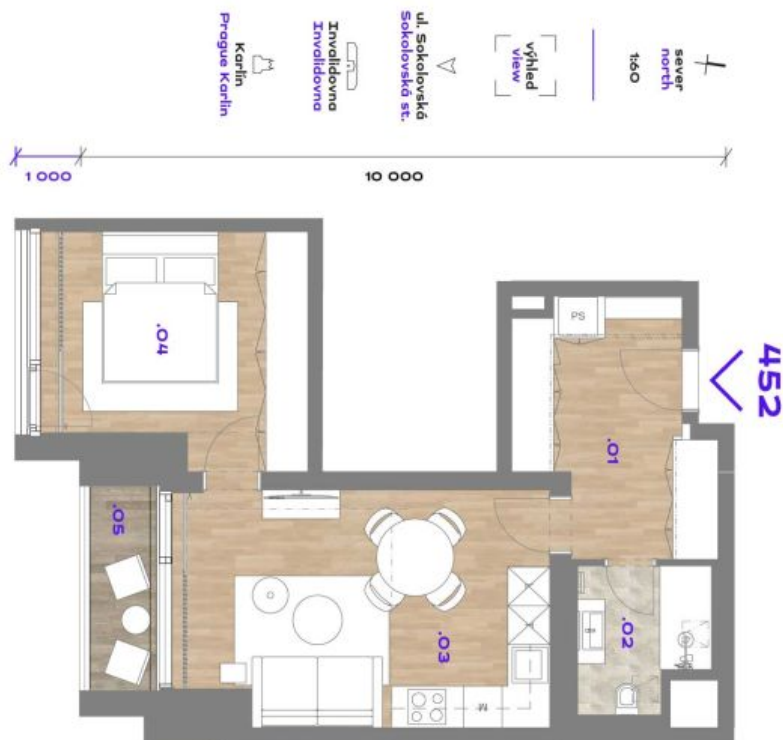 sever
north
1:60
výhled
view
ul. Sokolovská
Sokolovská st.
Invalidovna
Invalidovna
Karlín
Prague Karlin
1 000
10 000
452
PS
.04
.01
.05
.03
.02
M